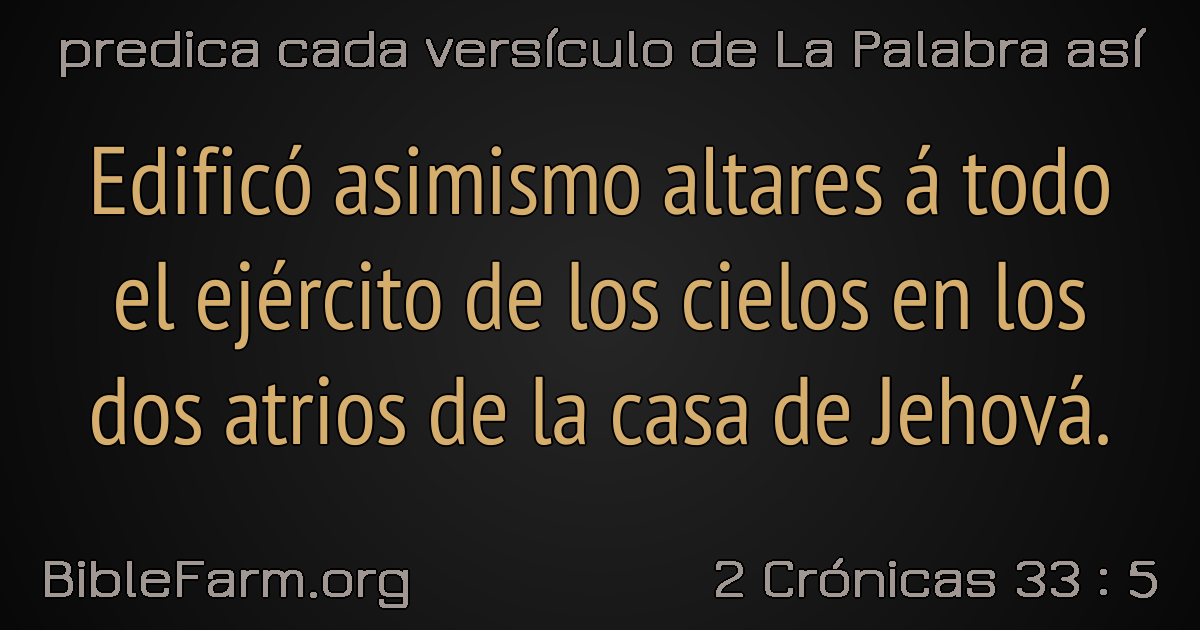 predica cada versículo de La Palabra así
Edificó asimismo altares á todo
el ejército de los cielos en los
dos atrios de la casa de Jehová.
BibleFarm.org
2 Crónicas 33 : 5